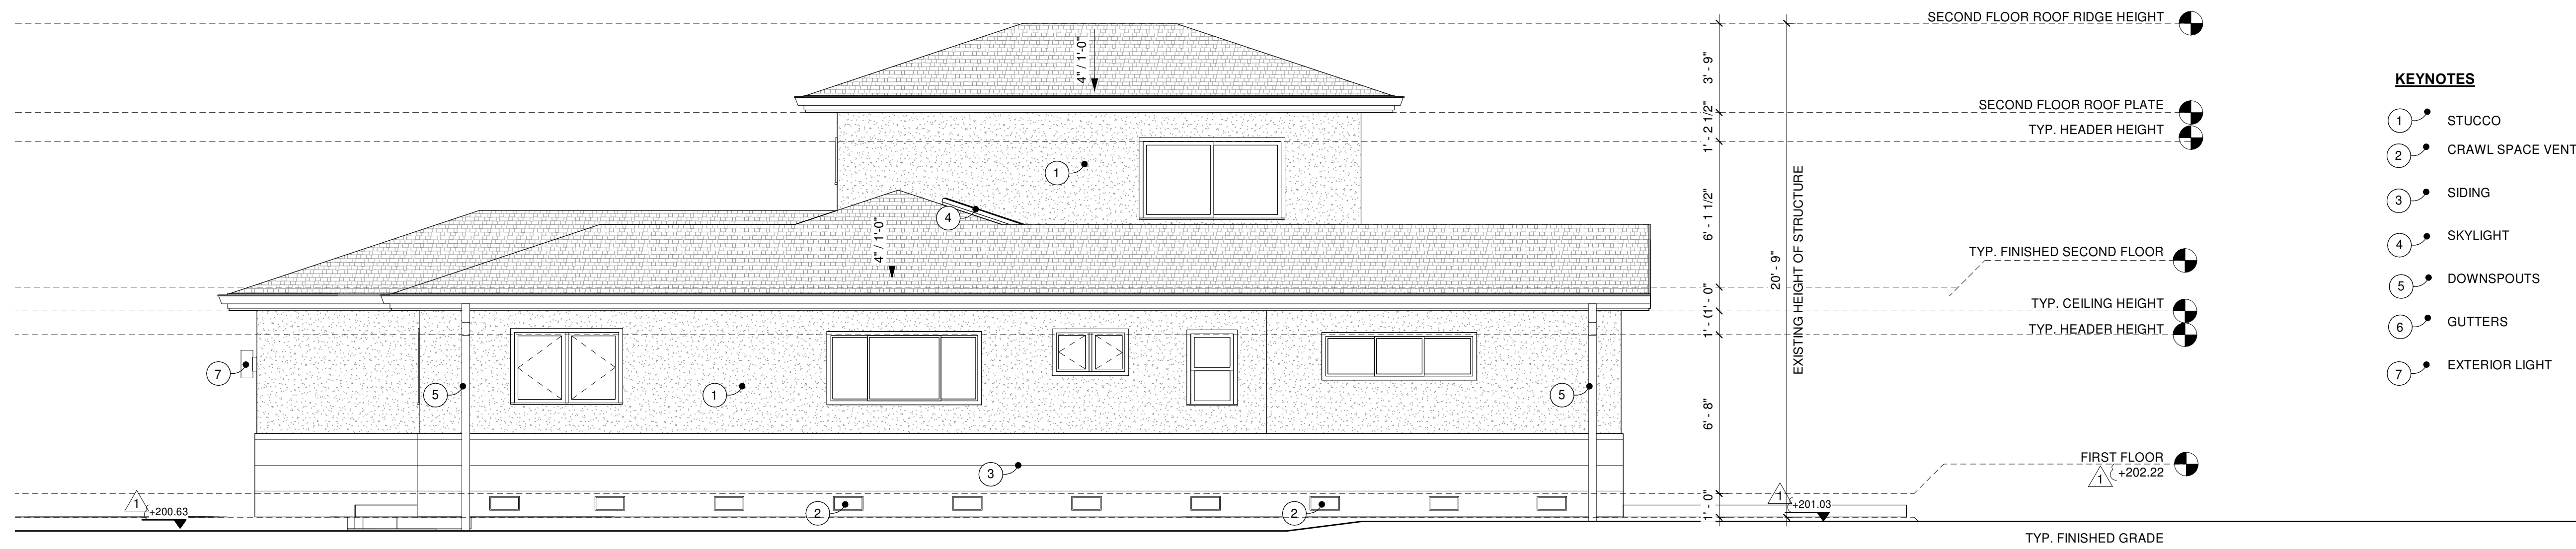 SECOND FLOOR ROOF RIDGE HEIGHT
4" / 1'-0"
3' - 9"
KEYNOTES
SECOND FLOOR ROOF PLATE
1' - 2 1/2"
TYP. HEADER HEIGHT
1 STUCCO
2 CRAWL SPACE VENT
1
3 SIDING
4
6' - 1 1/2"
EXISTING HEIGHT OF STRUCTURE
20' - 9"
4 SKYLIGHT
4" / 1'-0"
TYP. FINISHED SECOND FLOOR
5 DOWNSPOUTS
1' - 0"
TYP. CEILING HEIGHT
6 GUTTERS
TYP. HEADER HEIGHT
7 EXTERIOR LIGHT
7
5
1
5
6' - 8"
3
FIRST FLOOR
1 +202.22
1 +200.63
2
2
1' - 0"
1 +201.03
TYP. FINISHED GRADE